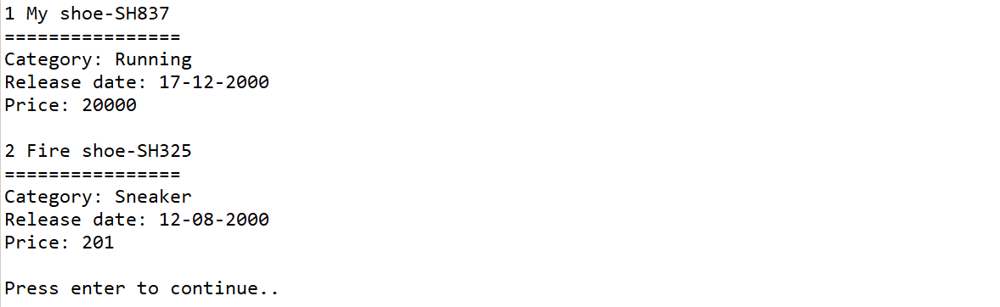 1 My shoe-SH837
================
Category: Running
Release date: 17-12-2000
Price: 20000
2 Fire shoe-SH325
================
Category: Sneaker
Release date: 12-08-2000
Price: 201
Press enter to continue..